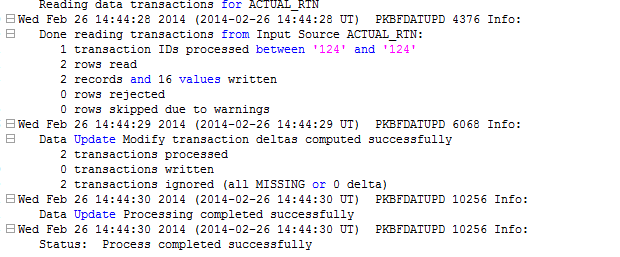 Reading data transactions for ACTUAL_RTN
Wed Feb 26 14:44:28 2014 (2014-02-26 14:44:28 UT)  PKBFDATUPD 4376 Info:
Done reading transactions from Input Source ACTUAL_RTN:
1 transaction IDs processed between '124' and '124'
2 rows read
2 records and 16 values written
0 rows rejected
0 rows skipped due to warnings
Wed Feb 26 14:44:29 2014 (2014-02-26 14:44:29 UT)  PKBFDATUPD 6068 Info:
Data Update Modify transaction deltas computed successfully
2 transactions processed
0 transactions written
2 transactions ignored (all MISSING or 0 delta)
Wed Feb 26 14:44:30 2014 (2014-02-26 14:44:30 UT)  PKBFDATUPD 10256 Info:
Data Update Processing completed successfully
Wed Feb 26 14:44:30 2014 (2014-02-26 14:44:30 UT)  PKBFDATUPD 10256 Info:
Status:  Process completed successfully